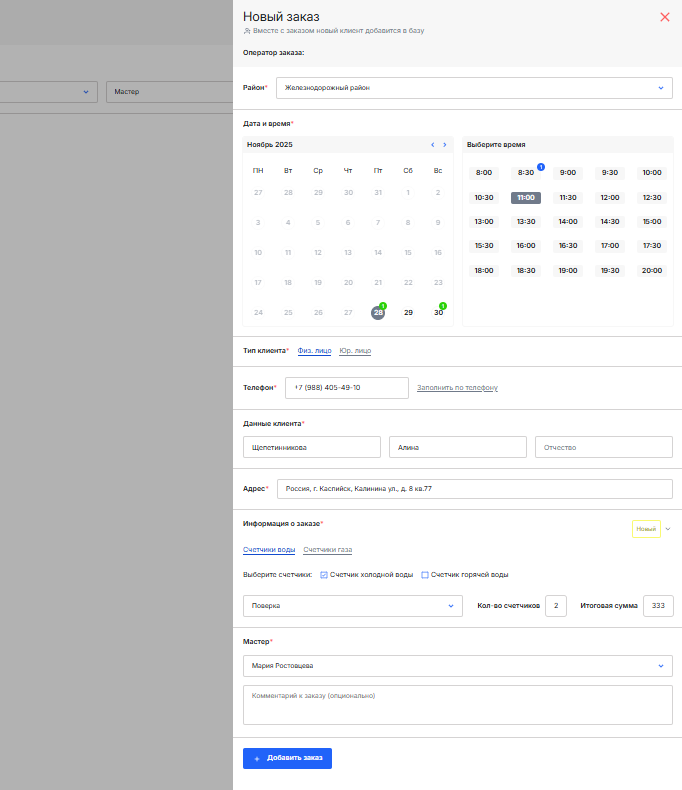 Новый заказ
Вместе с заказом новый клиент добавится в базу
Оператор заказа:
Район* Железнодорожный район
Мастер
Дата и время*
Ноябрь 2025
ПН Вт Ср Чт Пт Сб Вс
27 28 29 30 31 1 2
3 4 5 6 7 8 9
10 11 12 13 14 15 16
17 18 19 20 21 22 23
24 25 26 27 28 1 29 30 1
Выберите время
8:00 8:30 1 9:00 9:30 10:00
10:30 11:00 11:30 12:00 12:30
13:00 13:30 14:00 14:30 15:00
15:30 16:00 16:30 17:00 17:30
18:00 18:30 19:00 19:30 20:00
Тип клиента* Физ. лицо Юр. лицо
Телефон* +7 (988) 405-49-10 Заполнить по телефону
Данные клиента*
Щепетинникова Алина Отчество
Адрес* Россия, г. Каспийск, Калинина ул., д. 8 кв.77
Информация о заказе* Новый
Счетчики воды Счетчики газа
Выберите счетчики: Счетчик холодной воды Счетчик горячей воды
Поверка Кол-во счетчиков 2 Итоговая сумма 333
Мастер*
Мария Ростовцева
Комментарий к заказу (опционально)
+ Добавить заказ